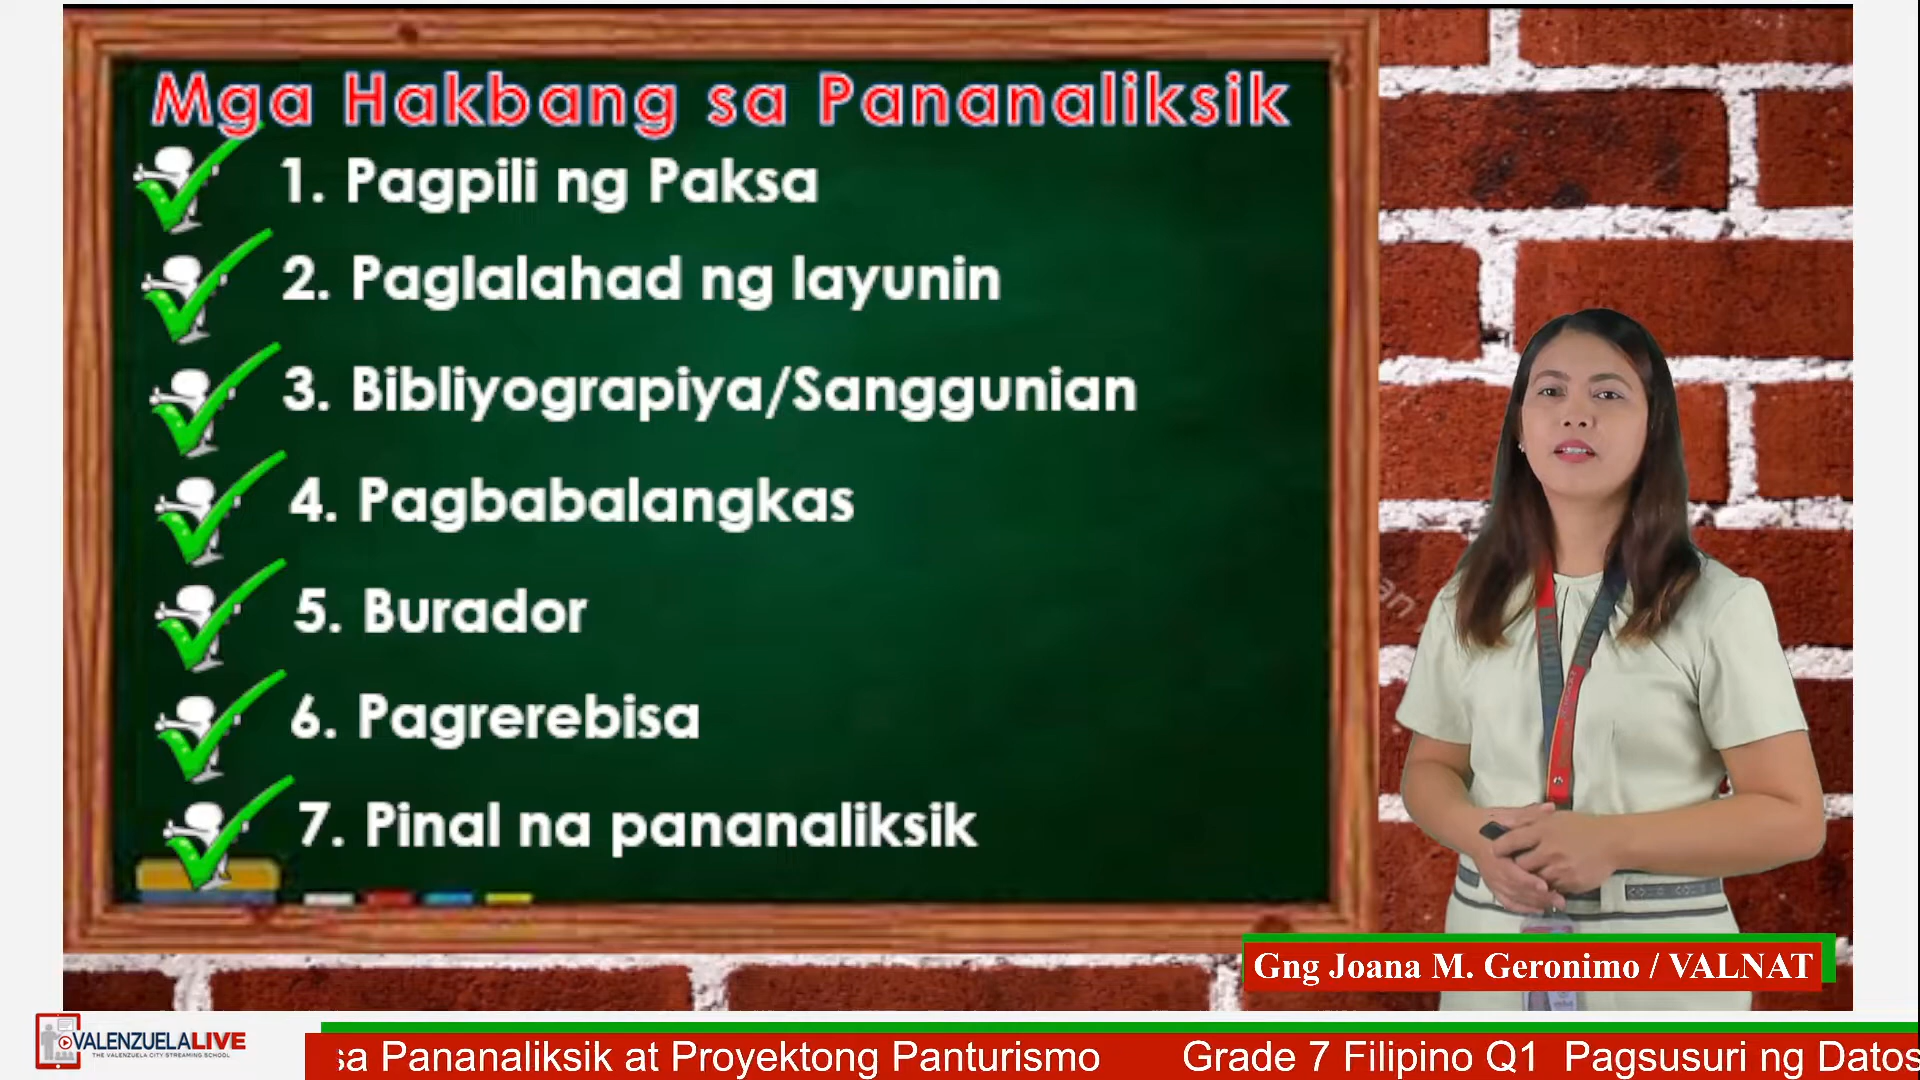 Mga Hakbang sa Pananaliksik
1. Pagpili ng Paksa
2. Paglalahad ng layunin
3. Bibliyograpiya/Sanggunian
4. Pagbabalangkas
5. Burador
6. Pagrerebisa
7. Pinal na pananaliksik
Gng Joana M. Geronimo / VALNAT
VALENZUELALIVE
THE VALENZUELA CITY STREAMING SCHOOL
sa Pananaliksik at Proyektong Panturismo Grade 7 Filipino Q1 Pagsusuri ng Datos